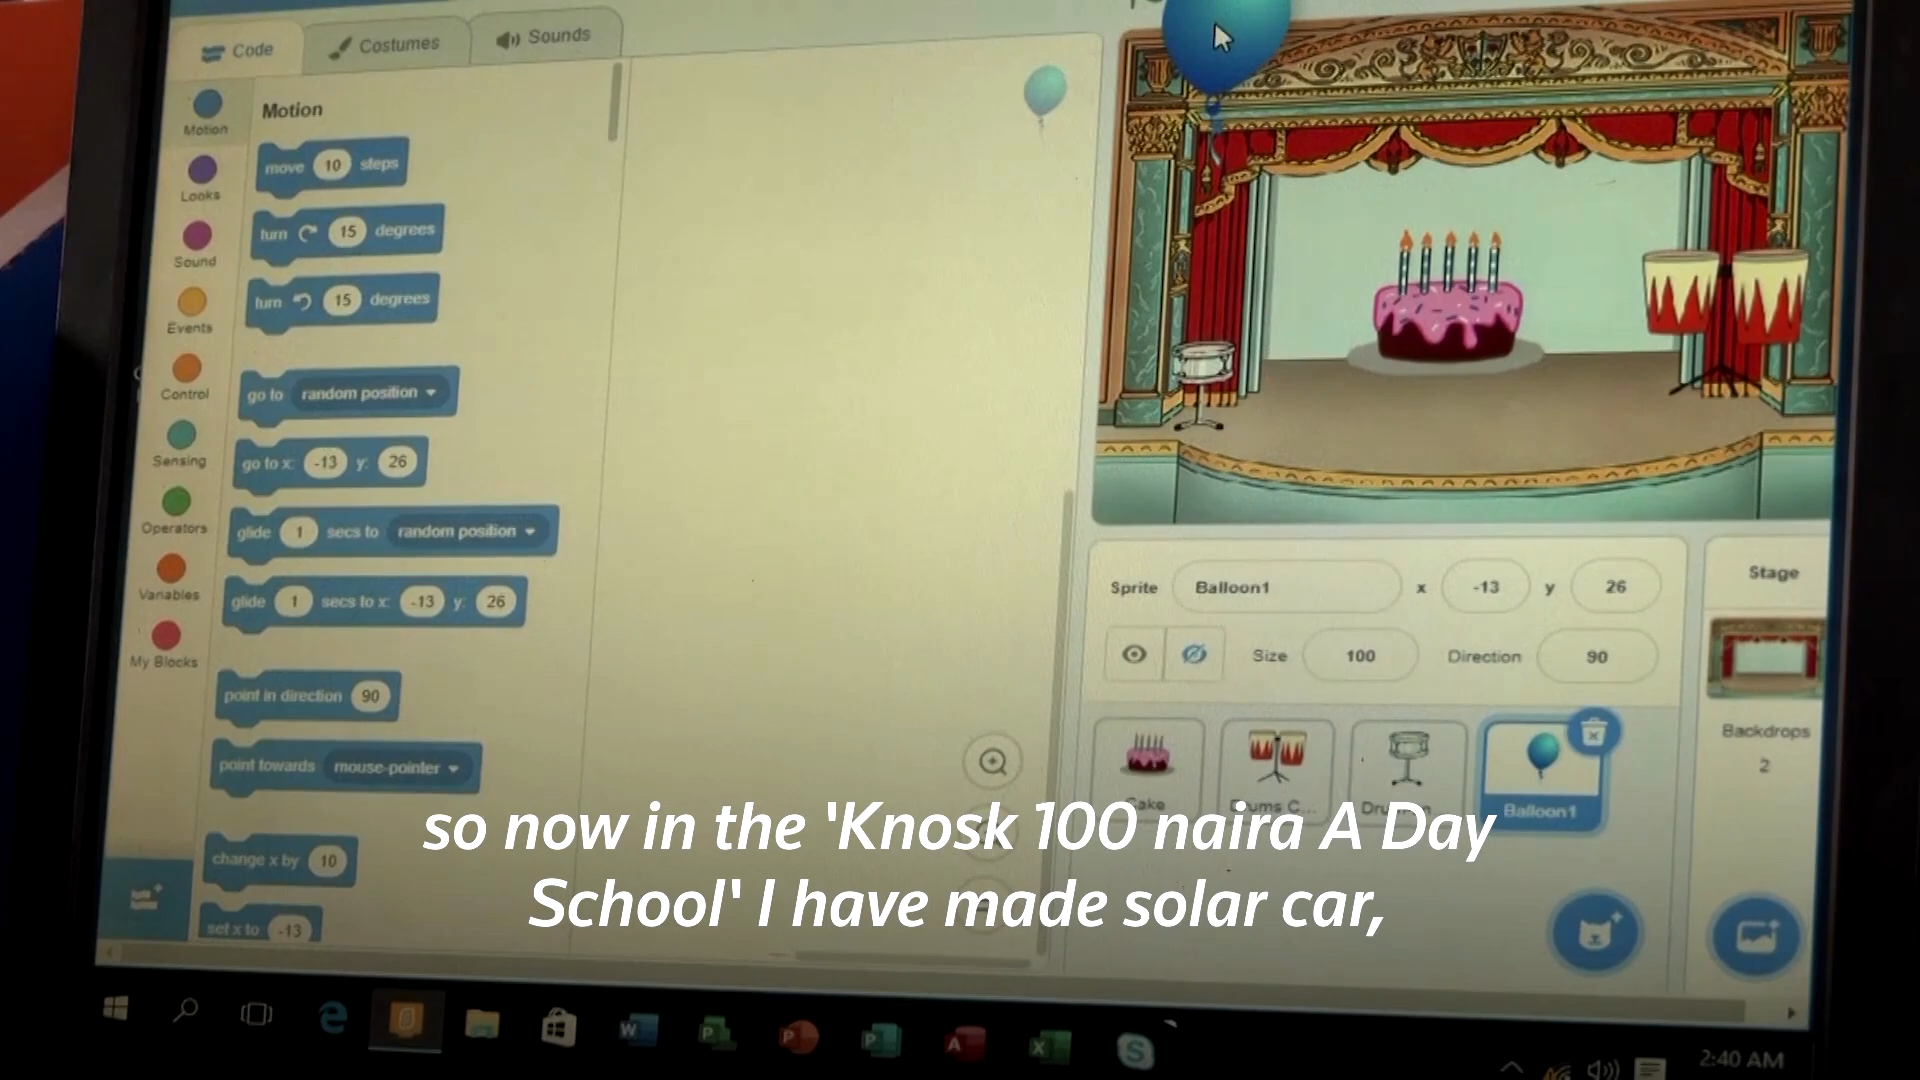 Code
Costumes
Sounds
Motion
Looks
Sound
Events
Control
Sensing
Operators
Variables
My Blocks
Motion
move 10 steps
turn 15 degrees
turn 15 degrees
go to random position
go to x: -13 y: 26
glide 1 secs to random position
glide 1 secs to x: -13 y: 26
point in direction 90
point towards mouse-pointer
change x by 10
set x to -13
Sprite Balloon1 x -13 y 26
Size 100 Direction 90
Cake
Drums C...
Balloon1
Stage
Backdrops
2
so now in the 'Knosk 100 naira A Day
School' I have made solar car,
2:40 AM